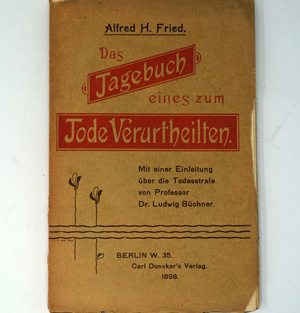 Alfred H. Fried.
Das
Tagebuch
eines zum
Tode Verurtheilten.
Mit einer Einleitung
über die Todesstrafe
von Professor
Dr. Ludwig Büchner.
BERLIN W. 35.
Carl Duncker's Verlag.
1898.